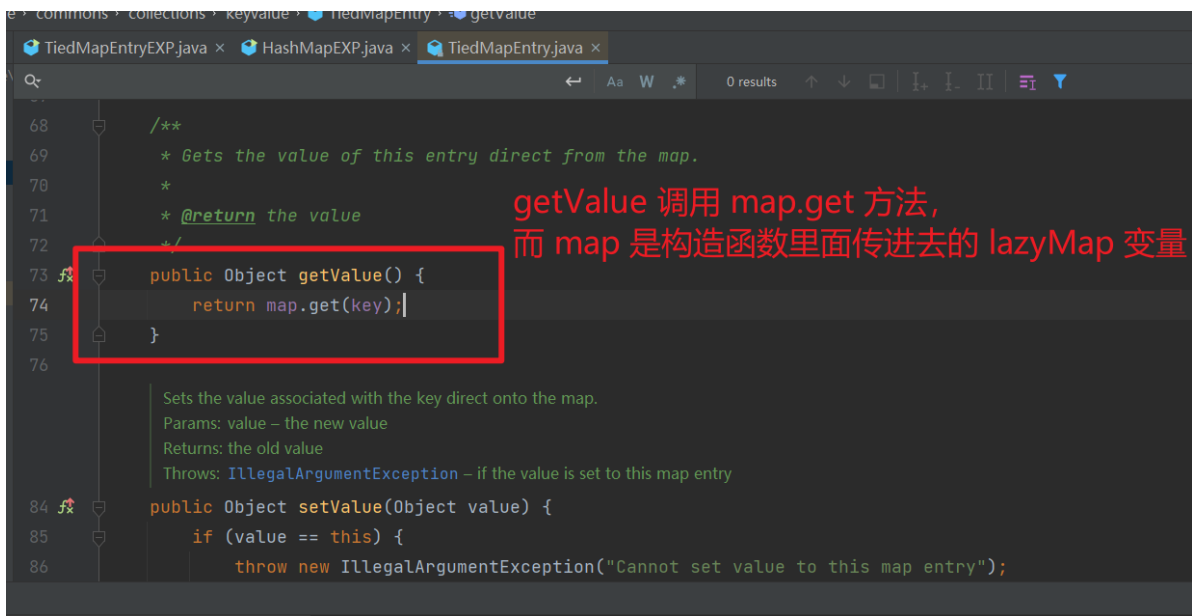 commons › collections › keyvalue › TiedMapEntry › getValue
TiedMapEntryEXP.java × HashMapEXP.java × TiedMapEntry.java ×
Aa W .* 0 results
68 /**
69 * Gets the value of this entry direct from the map.
70 *
71 * @return the value
72 */
73 public Object getValue() {
74 return map.get(key);
75 }
76
getValue 调用 map.get 方法,
而 map 是构造函数里面传进去的 lazyMap 变量
Sets the value associated with the key direct onto the map.
Params: value – the new value
Returns: the old value
Throws: IllegalArgumentException – if the value is set to this map entry
84 public Object setValue(Object value) {
85 if (value == this) {
86 throw new IllegalArgumentException("Cannot set value to this map entry");